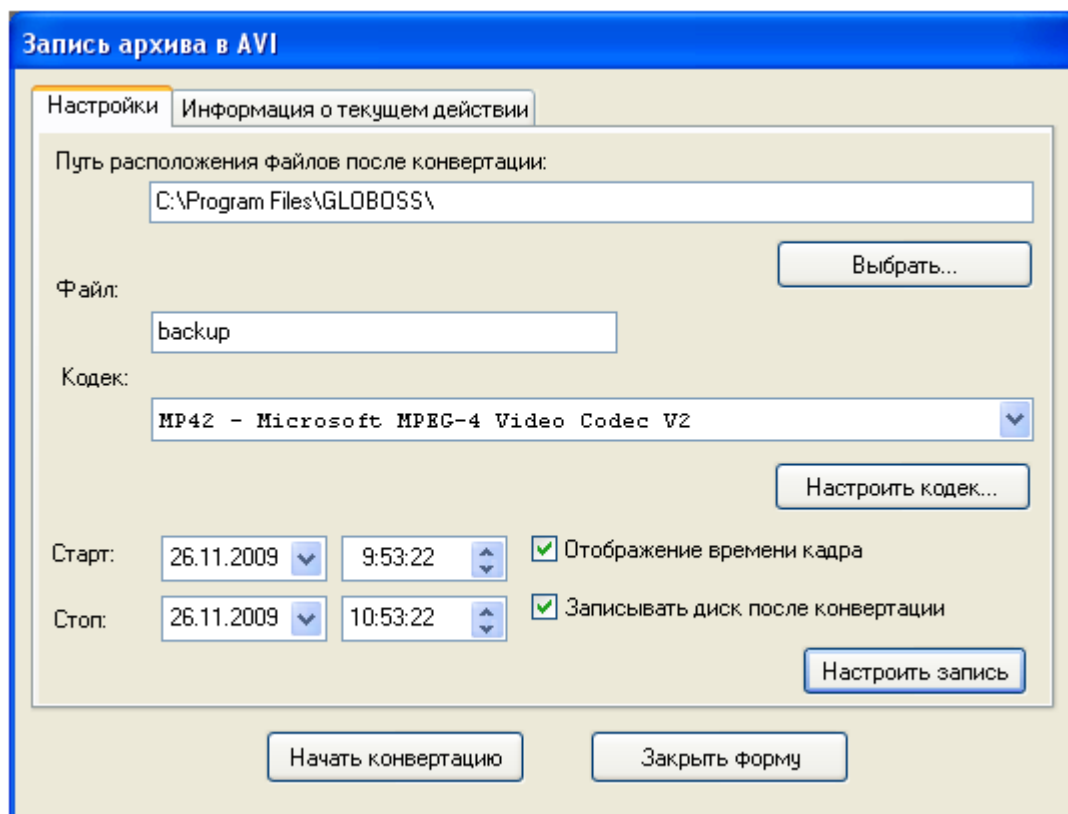 Запись архива в AVI
Настройки
Информация о текущем действии
Путь расположения файлов после конвертации:
C:\Program Files\GLOBOSS\
Выбрать...
Файл:
backup
Кодек:
MP42 - Microsoft MPEG-4 Video Codec V2
Настроить кодек...
Старт: 26.11.2009 9:53:22 Отображение времени кадра
Стоп: 26.11.2009 10:53:22 Записывать диск после конвертации
Настроить запись
Начать конвертацию Закрыть форму